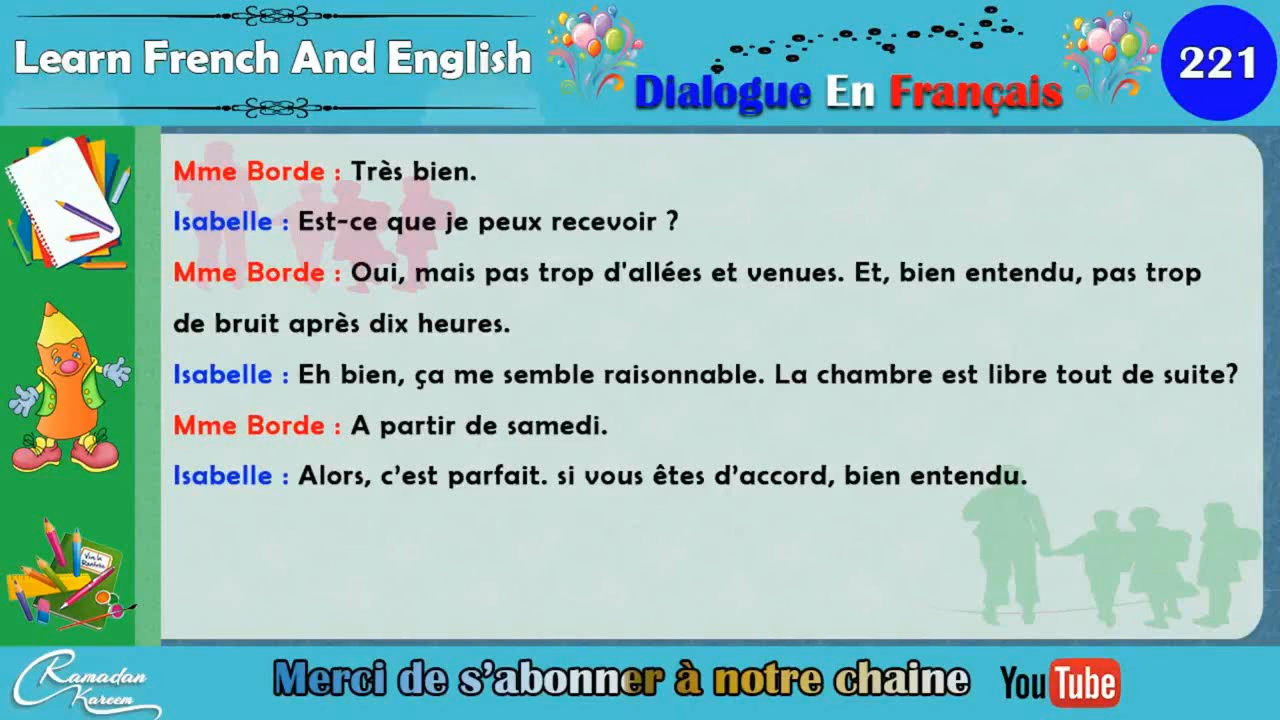 Learn French And English
Dialogue En Français
221
Mme Borde : Très bien.
Isabelle : Est-ce que je peux recevoir ?
Mme Borde : Oui, mais pas trop d'allées et venues. Et, bien entendu, pas trop
de bruit après dix heures.
Isabelle : Eh bien, ça me semble raisonnable. La chambre est libre tout de suite?
Mme Borde : A partir de samedi.
Isabelle : Alors, c’est parfait. si vous êtes d’accord, bien entendu.
Vive la
Rentrée
Ramadan
Kareem
Merci de s’abonner à notre chaine
YouTube